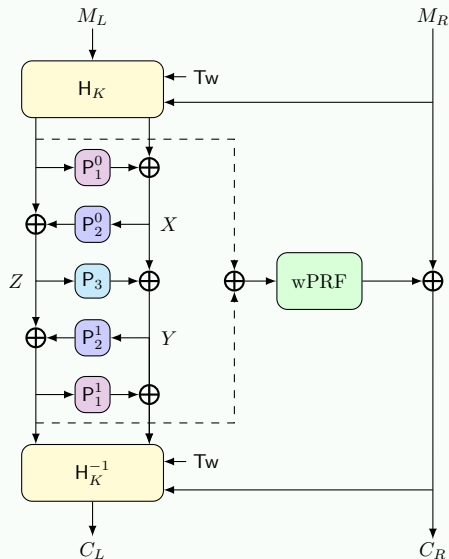 M_L M_R
H_K Tw
P_1^0
P_2^0 X
Z P_3 wPRF
P_2^1 Y
P_1^1
H_K^{-1} Tw
C_L C_R